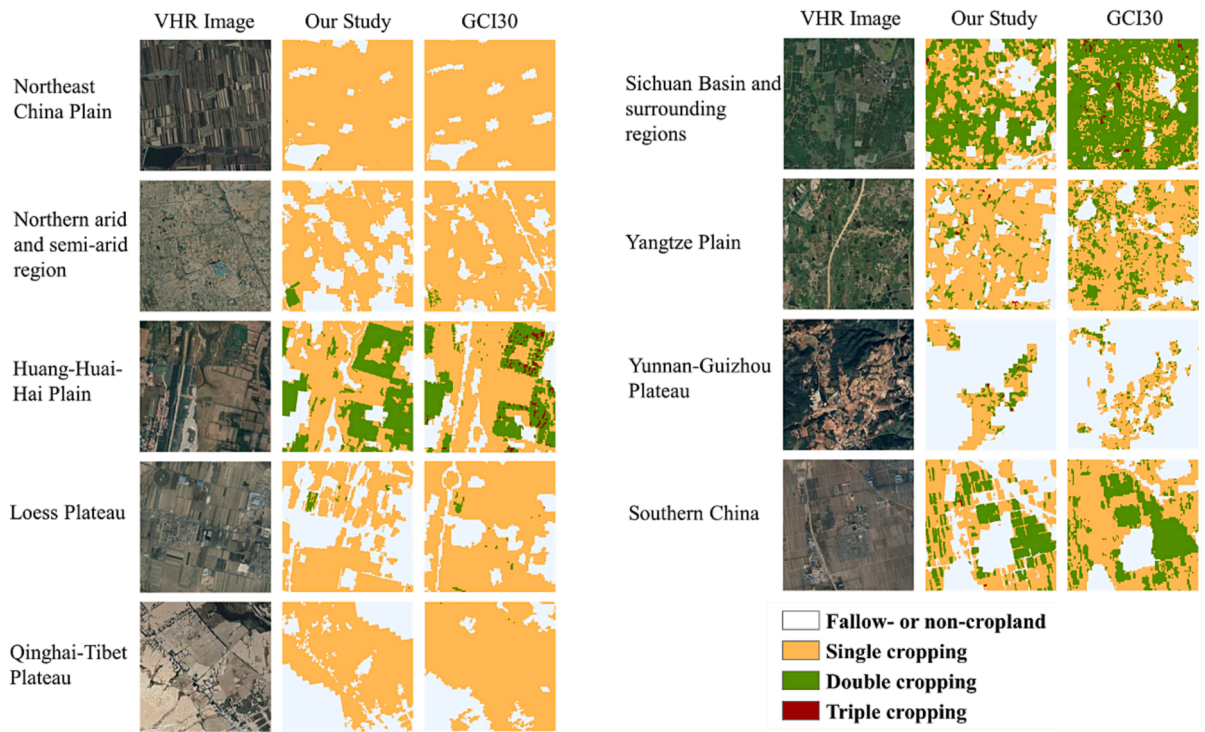 VHR Image Our Study GCI30
Northeast
China Plain
Northern arid
and semi-arid
region
Huang-Huai-
Hai Plain
Loess Plateau
Qinghai-Tibet
Plateau
VHR Image Our Study GCI30
Sichuan Basin and
surrounding
regions
Yangtze Plain
Yunnan-Guizhou
Plateau
Southern China
Fallow- or non-cropland
Single cropping
Double cropping
Triple cropping